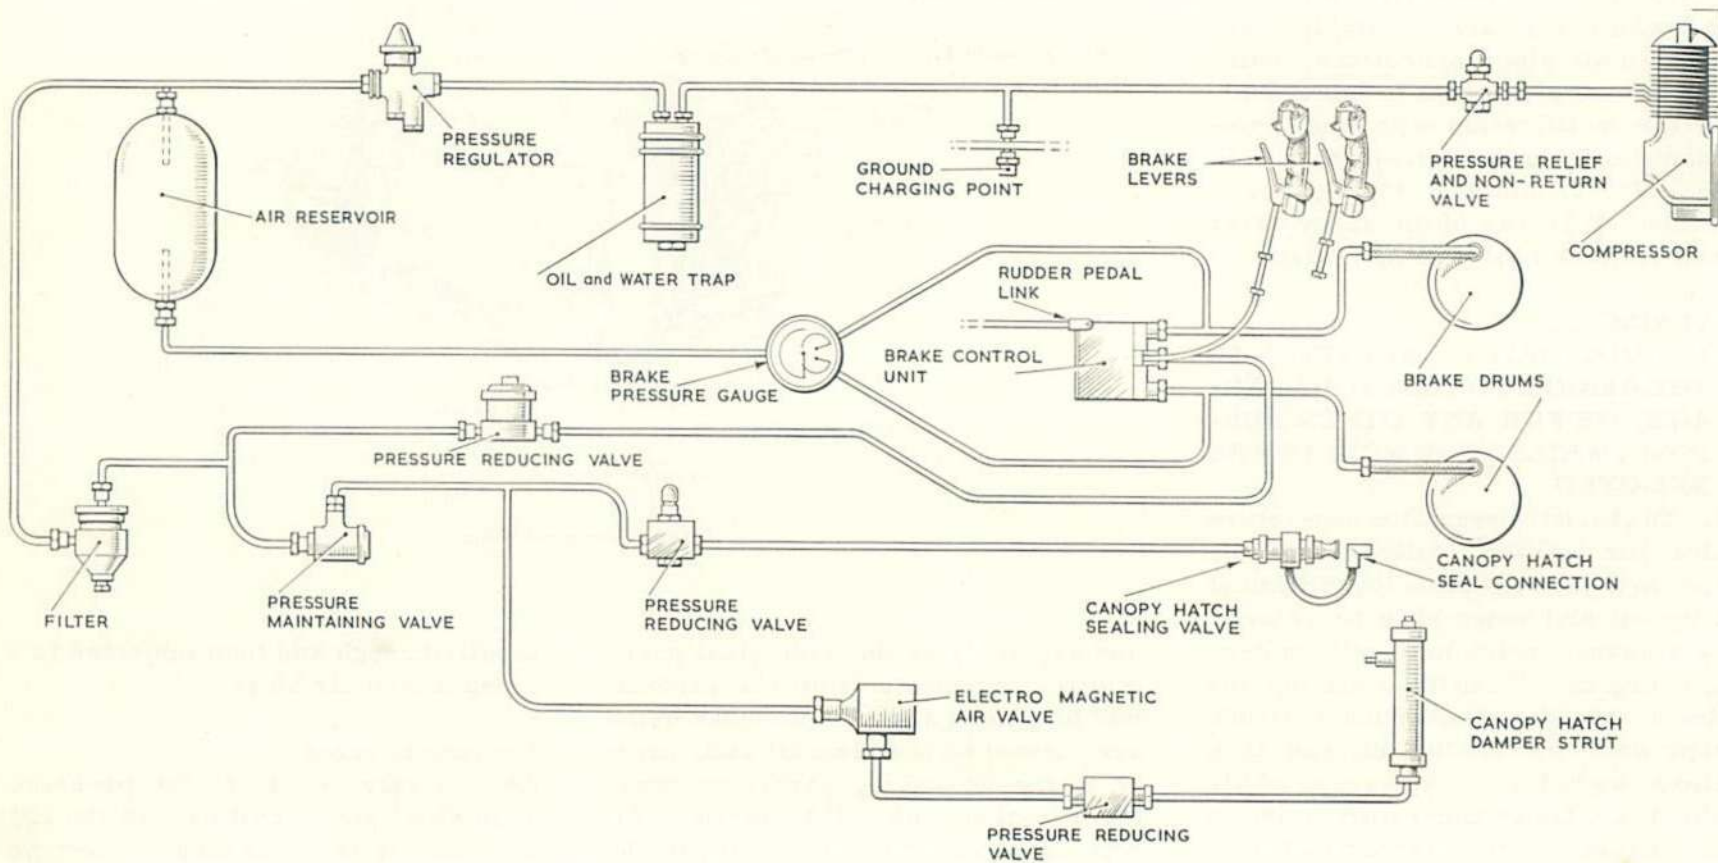 PRESSURE
REGULATOR
AIR RESERVOIR
OIL and WATER TRAP
GROUND
CHARGING POINT
BRAKE
LEVERS
PRESSURE RELIEF
AND NON-RETURN
VALVE
COMPRESSOR
RUDDER PEDAL
LINK
BRAKE CONTROL
UNIT
BRAKE
PRESSURE GAUGE
BRAKE DRUMS
PRESSURE REDUCING VALVE
FILTER
PRESSURE
MAINTAINING VALVE
PRESSURE
REDUCING VALVE
CANOPY HATCH
SEALING VALVE
CANOPY HATCH
SEAL CONNECTION
ELECTRO MAGNETIC
AIR VALVE
CANOPY HATCH
DAMPER STRUT
PRESSURE REDUCING
VALVE